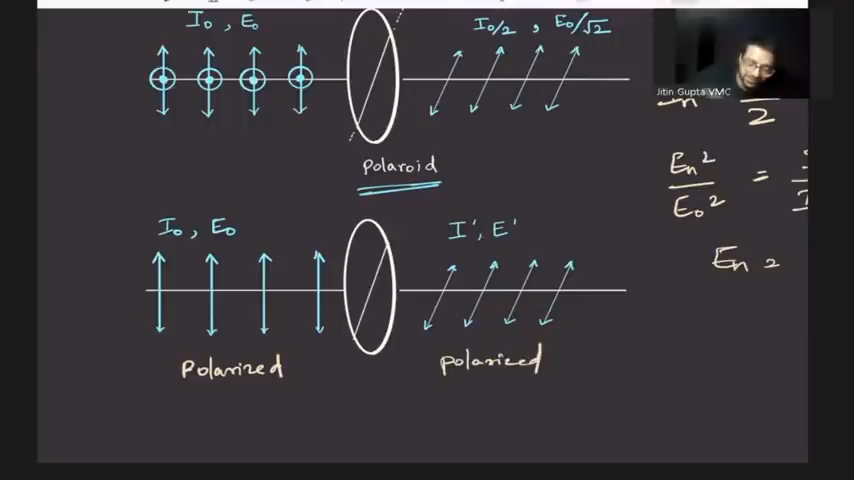 I₀, E₀
I₀/2 , E₀/√2
Jitin Gupta VMC
2
Polaroid
Eₙ²
=
E₀²
I₀, E₀
I', E'
Eₙ =
Polarized
polarized